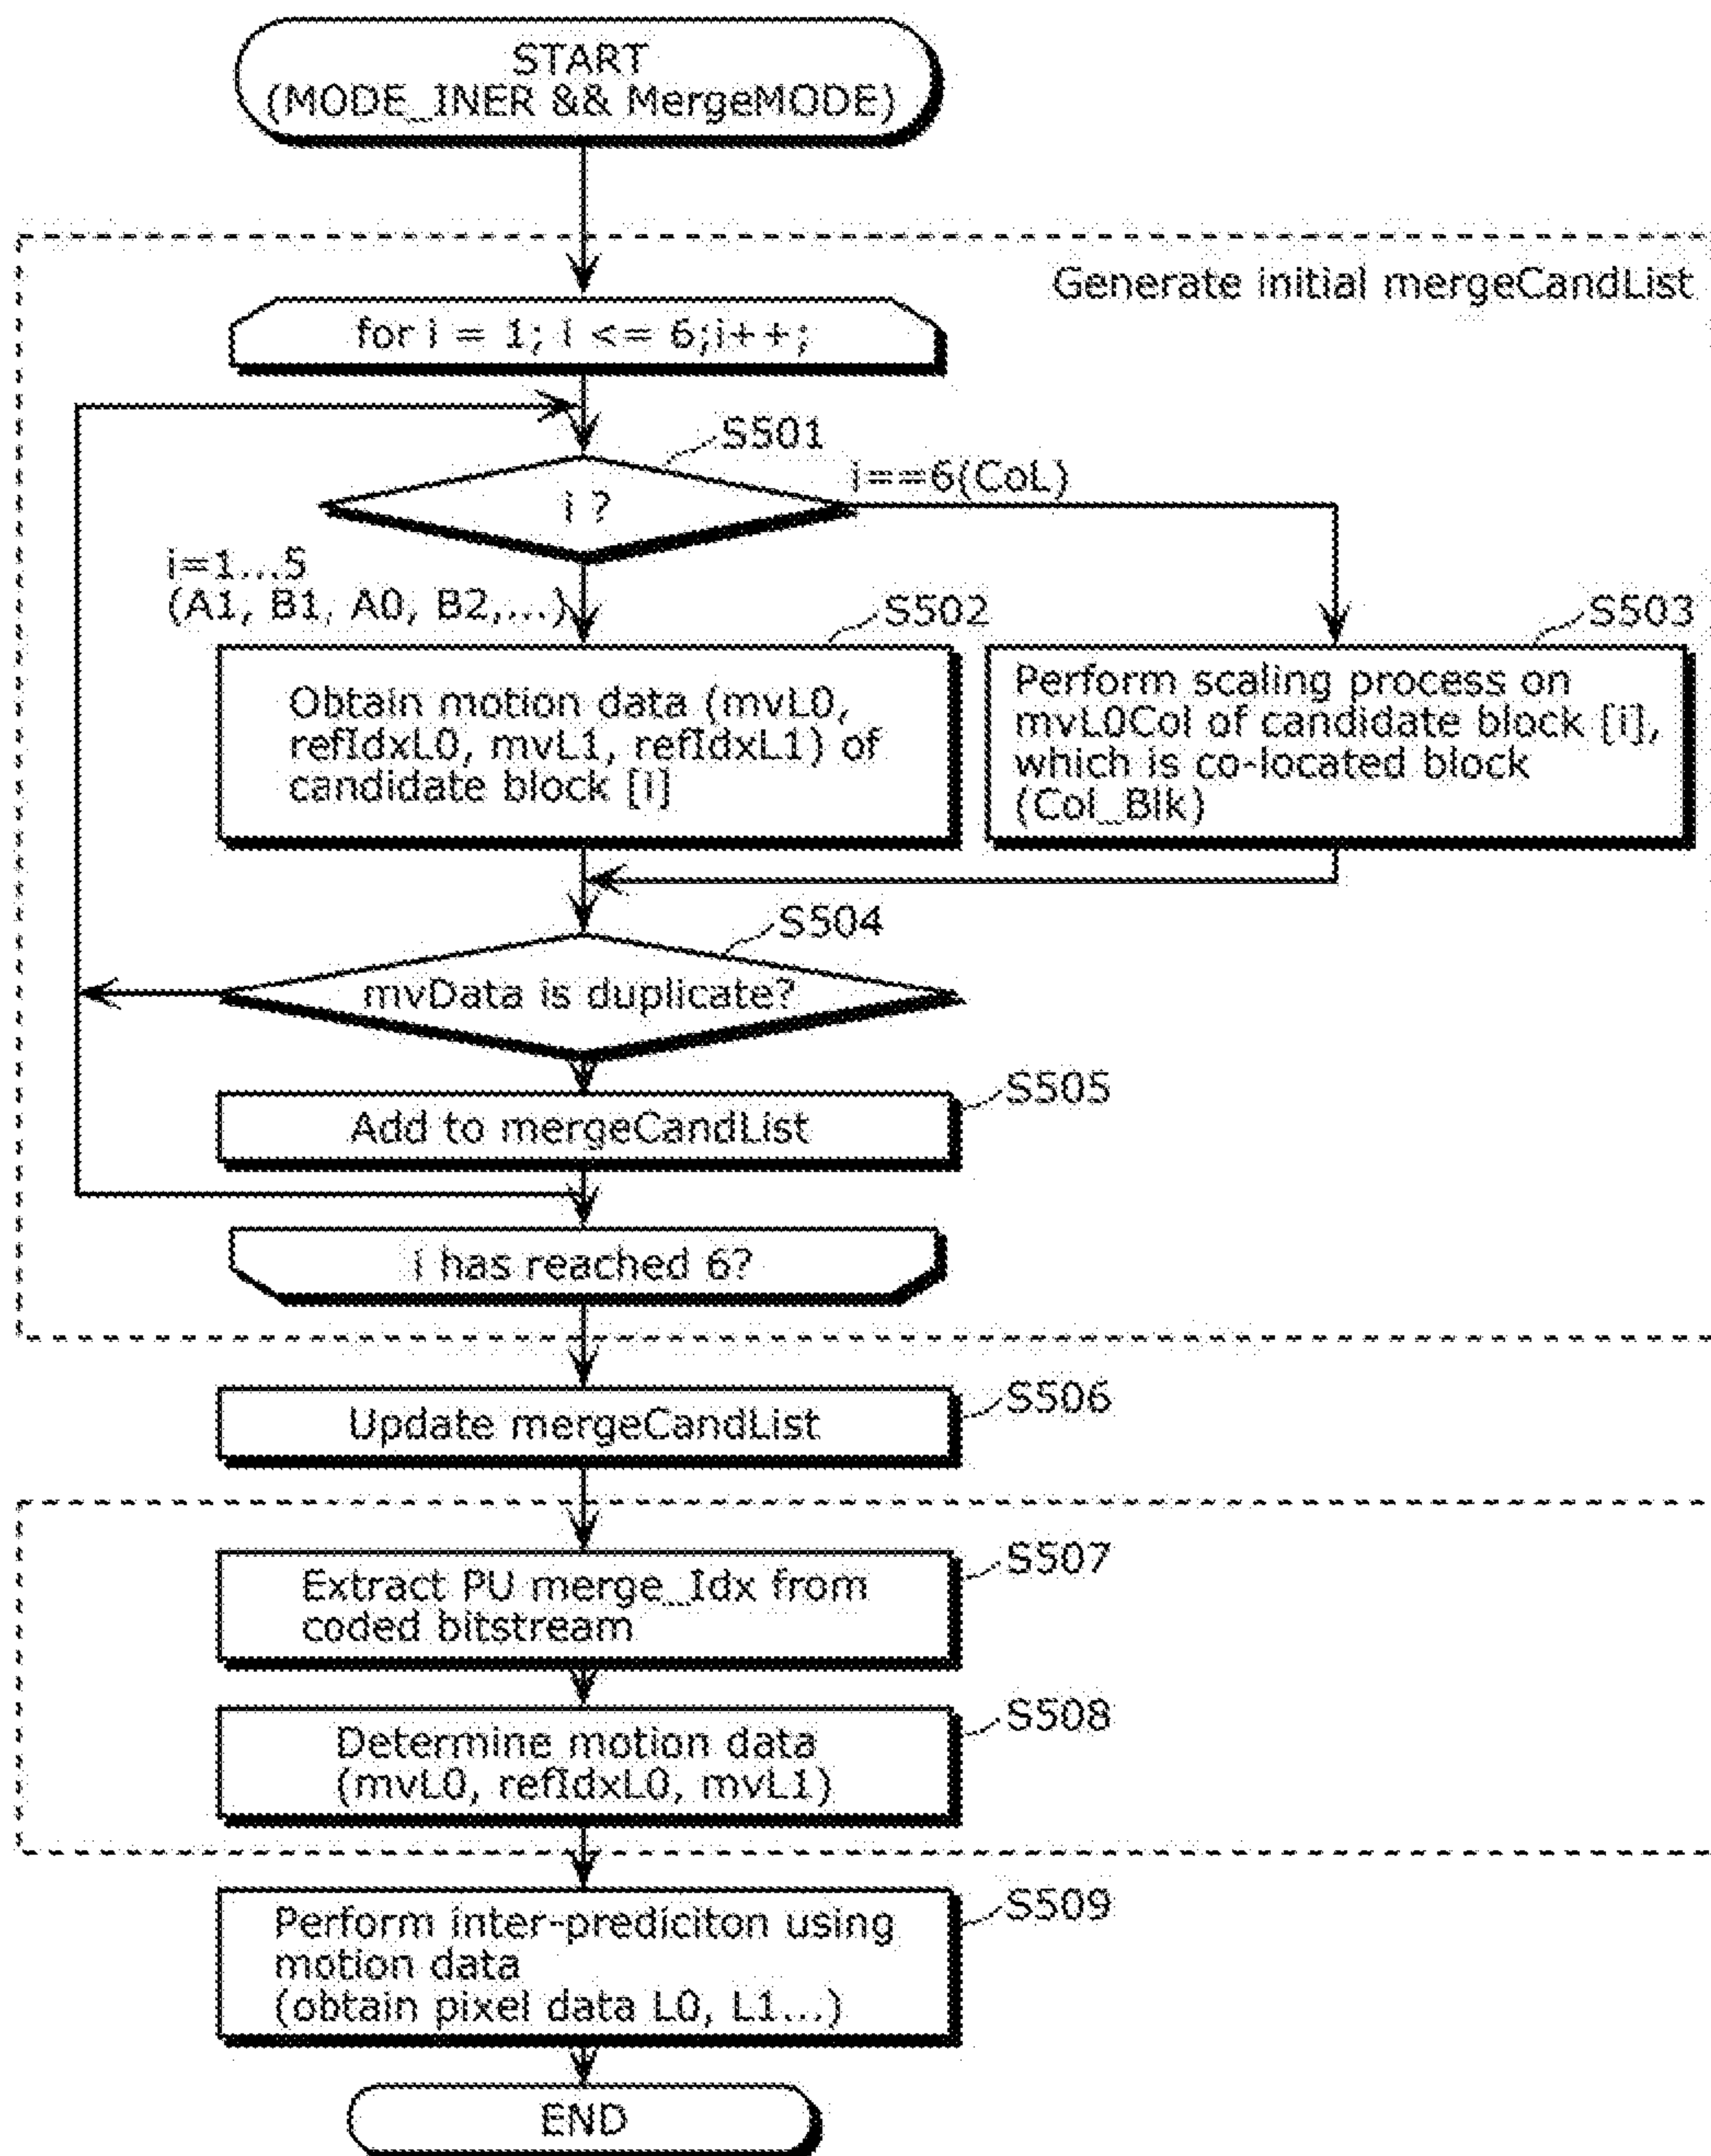 START
(MODE_INER && MergeMODE)
Generate initial mergeCandList
for i = 1; i <= 6;i++;
S501
i ?
i==6(CoL)
i=1...5
(A1, B1, A0, B2,...)
S502
Obtain motion data (mvL0,
refIdxL0, mvL1, refIdxL1) of
candidate block [i]
S503
Perform scaling process on
mvL0Col of candidate block [i],
which is co-located block
(Col_Blk)
S504
mvData is duplicate?
S505
Add to mergeCandList
i has reached 6?
S506
Update mergeCandList
S507
Extract PU merge_Idx from
coded bitstream
S508
Determine motion data
(mvL0, refIdxL0, mvL1)
S509
Perform inter-prediciton using
motion data
(obtain pixel data L0, L1...)
END